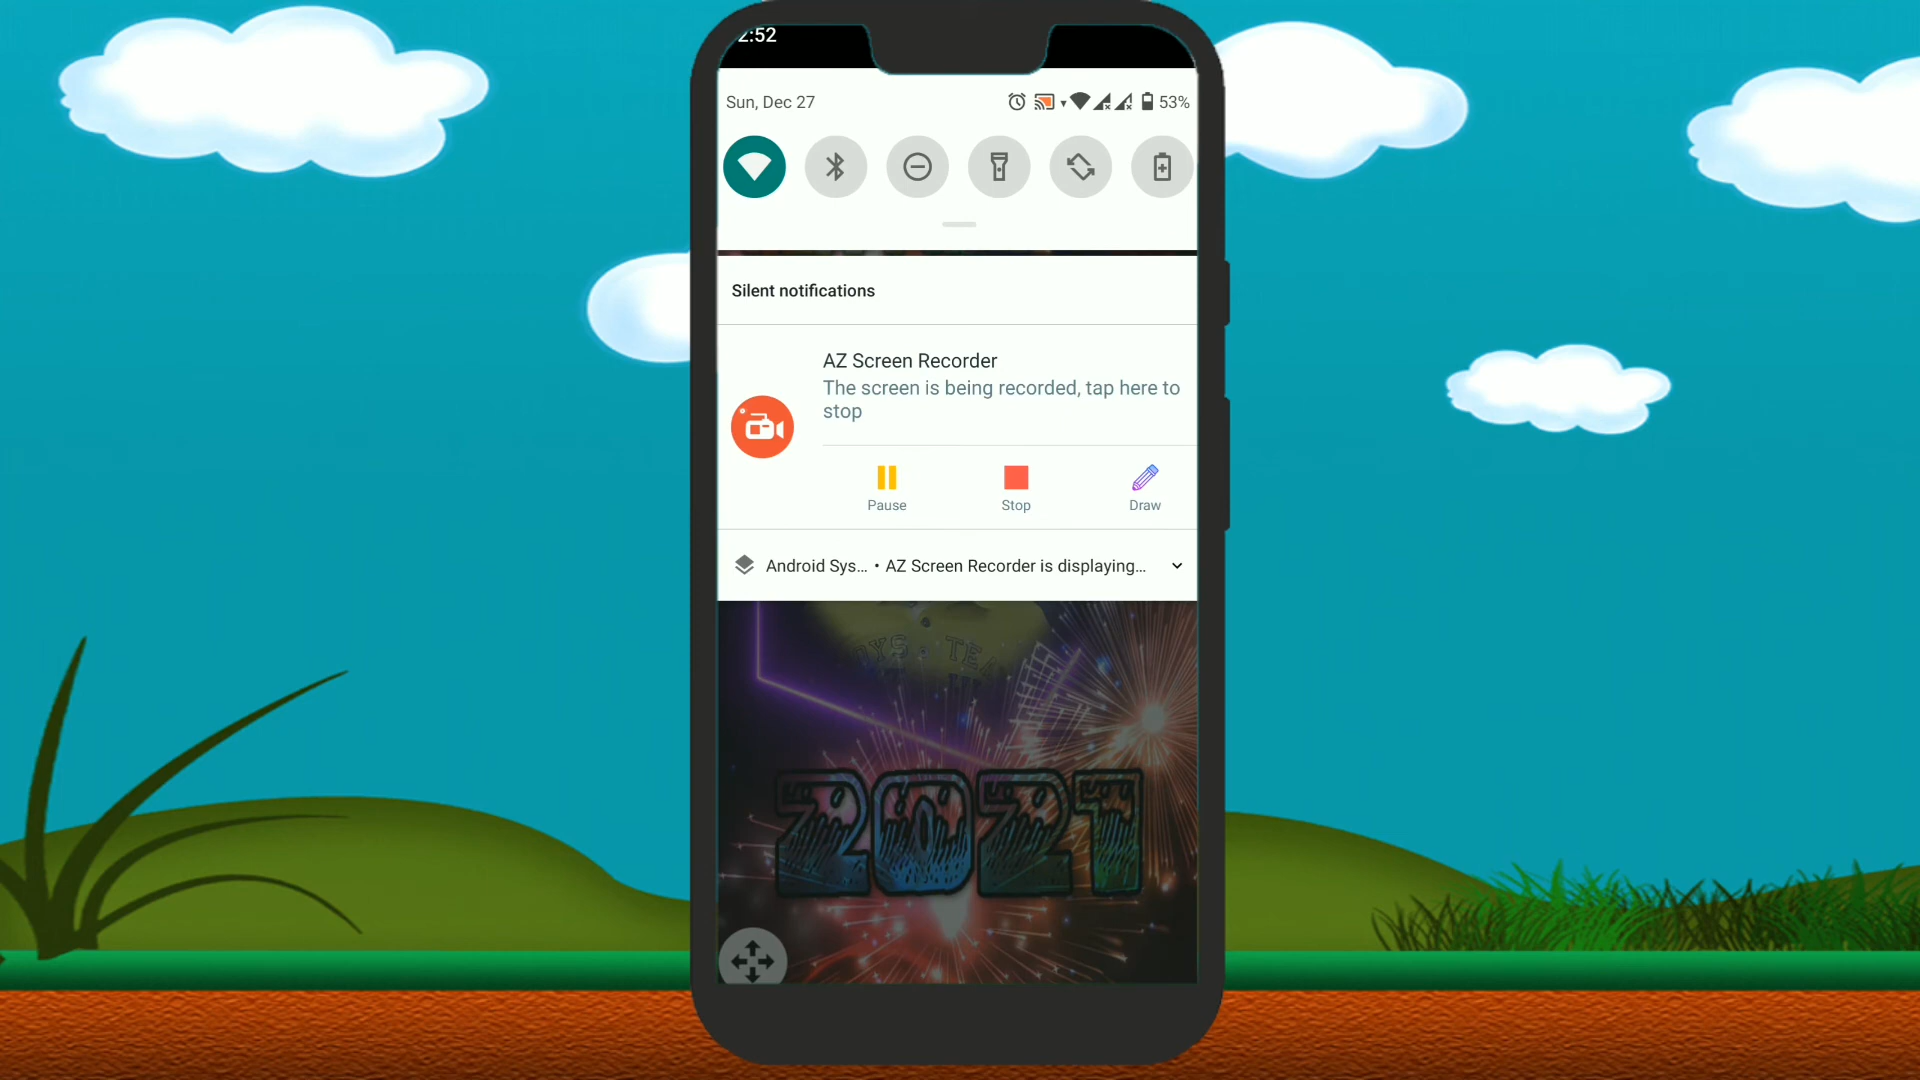 2:52
Sun, Dec 27
53%
Silent notifications
AZ Screen Recorder
The screen is being recorded, tap here to
stop
Pause
Stop
Draw
Android Sys... • AZ Screen Recorder is displaying...
2021